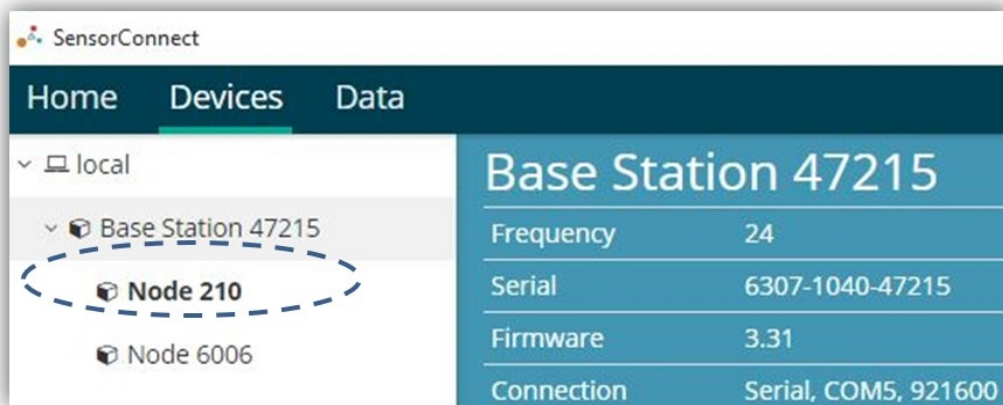 SensorConnect
Home Devices Data
local
Base Station 47215
Node 210
Node 6006
Base Station 47215
Frequency 24
Serial 6307-1040-47215
Firmware 3.31
Connection Serial, COM5, 921600